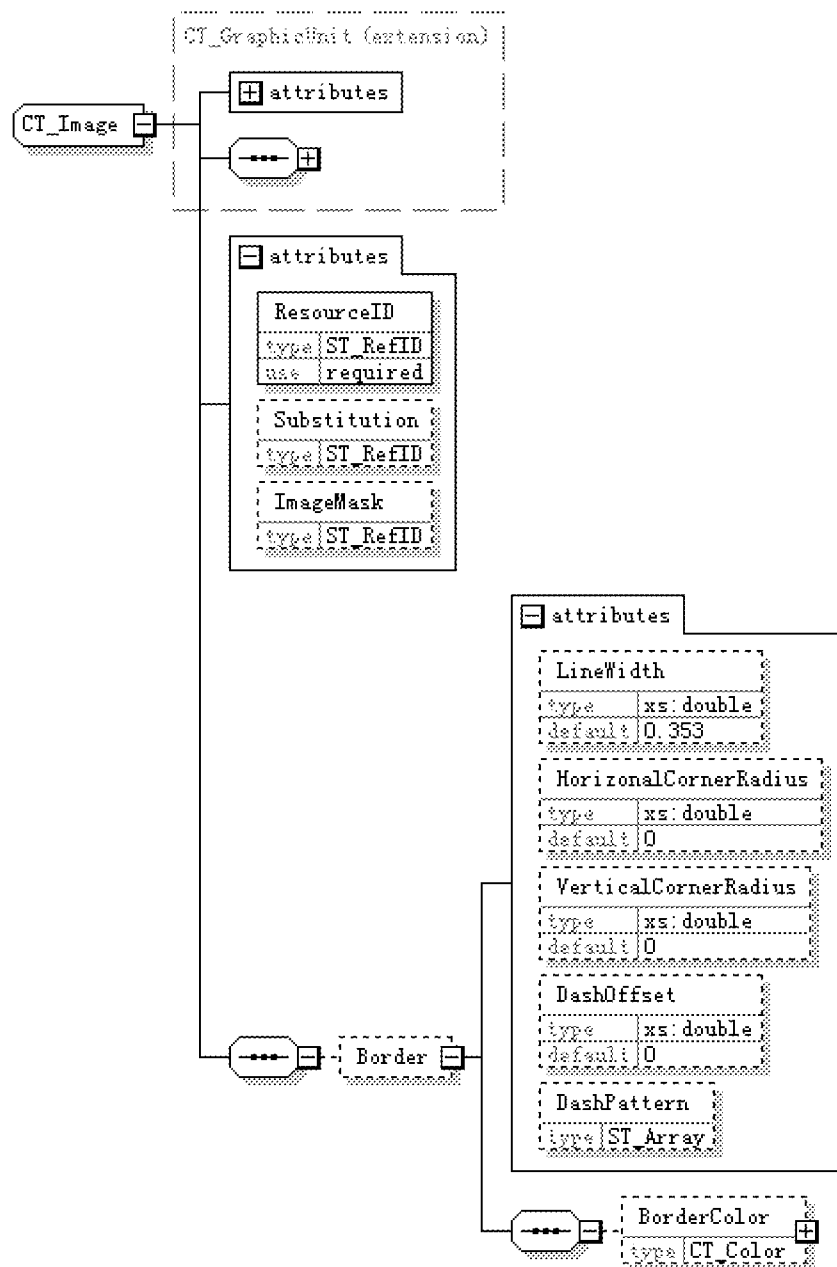 CT_GraphicUnit (extension)
attributes
CT_Image
attributes
ResourceID
type ST_RefID
use required
Substitution
type ST_RefID
ImageMask
type ST_RefID
attributes
LineWidth
type xs:double
default 0.353
HorizonalCornerRadius
type xs:double
default 0
VerticalCornerRadius
type xs:double
default 0
DashOffset
type xs:double
default 0
Border
DashPattern
type ST_Array
BorderColor
type CT_Color